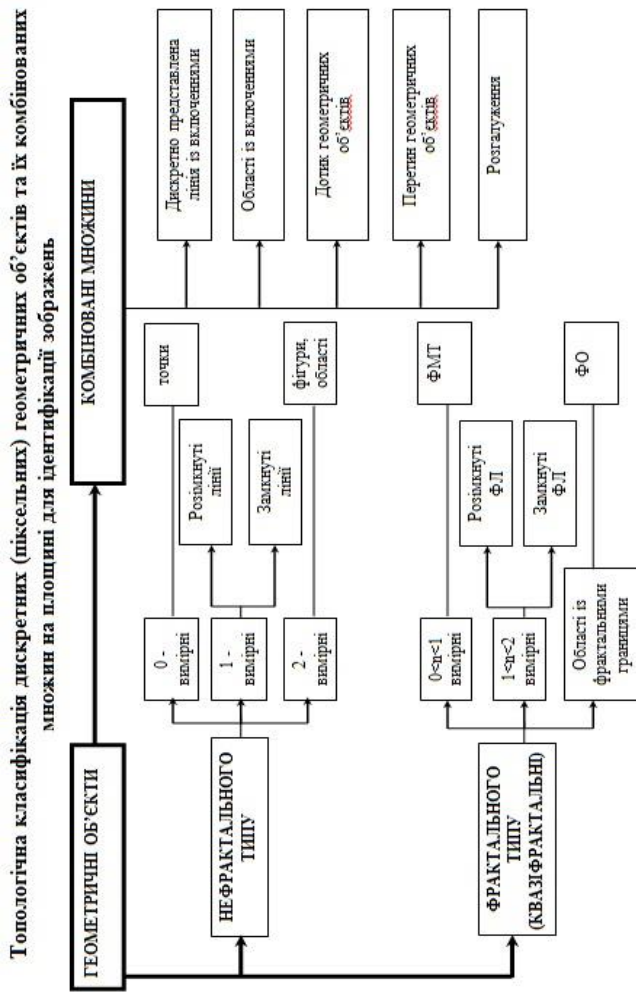 Топологічна класифікація дискретних (піксельних) геометричних об’єктів та їх комбінованих
множин на площині для ідентифікації зображень
ГЕОМЕТРИЧНІ ОБ’ЄКТИ
КОМБІНОВАНІ МНОЖИНИ
НЕФРАКТАЛЬНОГО
ТИПУ
0 -
вимірні
точки
1 -
вимірні
Розімкнуті
лінії
Замкнуті
лінії
2 -
вимірні
фігури,
області
ФРАКТАЛЬНОГО
ТИПУ
(КВАЗІФРАКТАЛЬНІ)
0<n<1
вимірні
ФМТ
1<n<2
вимірні
Розімкнуті
ФЛ
Замкнуті
ФЛ
Області із
фрактальними
границями
ФО
Дискретно представлена
лінія із включеннями
Області із включеннями
Дотик геометричних
об’єктів
Перетин геометричних
об’єктів
Розгалуження